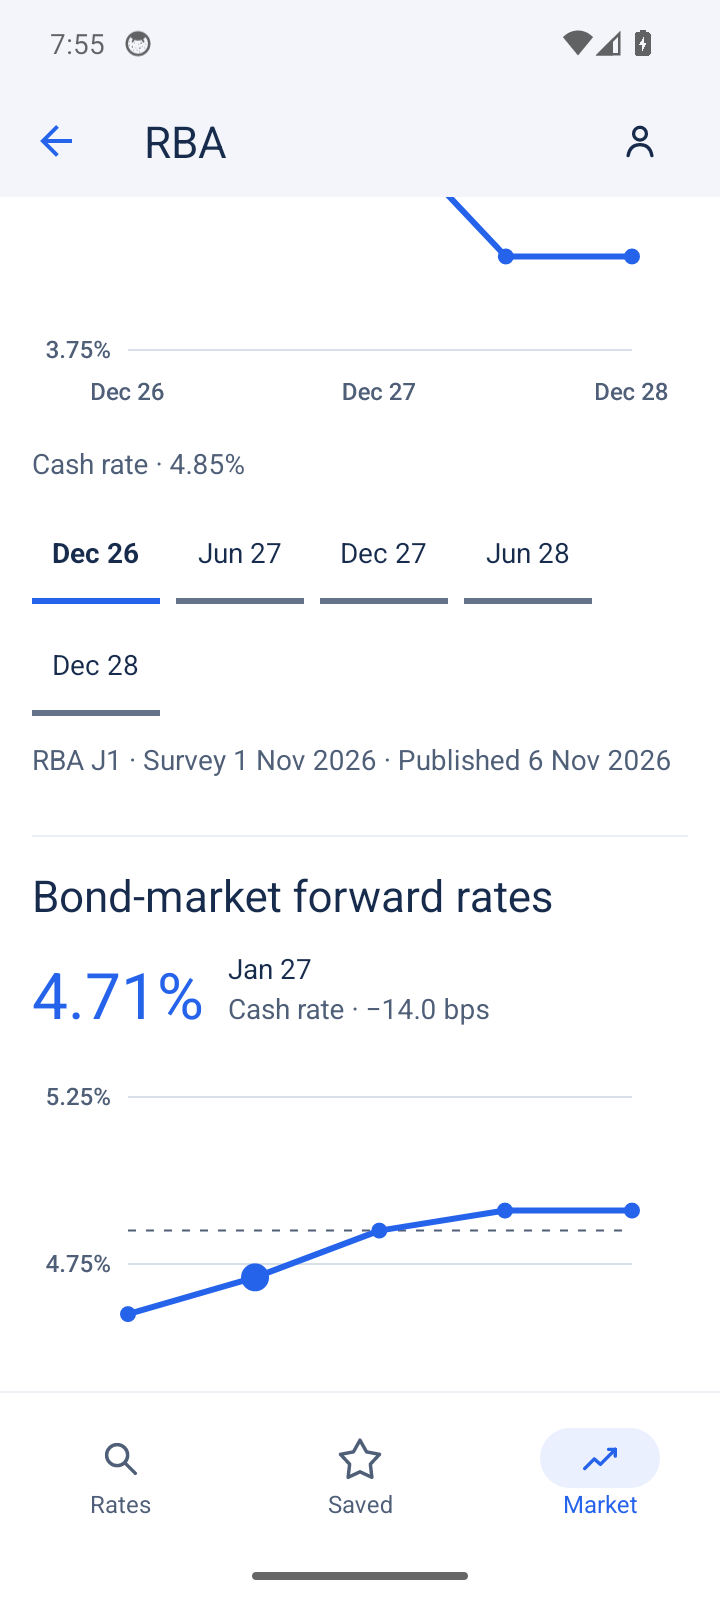 7:55
RBA
3.75%
Dec 26 Dec 27 Dec 28
Cash rate · 4.85%
Dec 26 Jun 27 Dec 27 Jun 28
Dec 28
RBA J1 · Survey 1 Nov 2026 · Published 6 Nov 2026
Bond-market forward rates
4.71%
Jan 27
Cash rate · −14.0 bps
5.25%
4.75%
Rates Saved Market